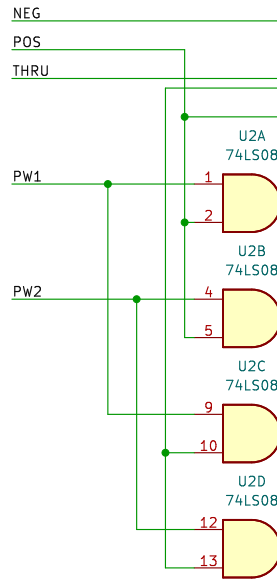 NEG
POS
THRU
U2A
74LS08
PW1
1
2
U2B
74LS08
PW2
4
5
U2C
74LS08
9
10
U2D
74LS08
12
13